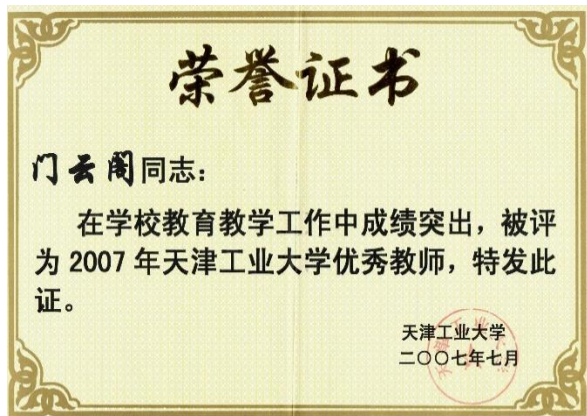 荣誉证书
门云阁同志：
在学校教育教学工作中成绩突出，被评
为2007年天津工业大学优秀教师，特发此
证。
天津工业大学
二〇〇七年七月